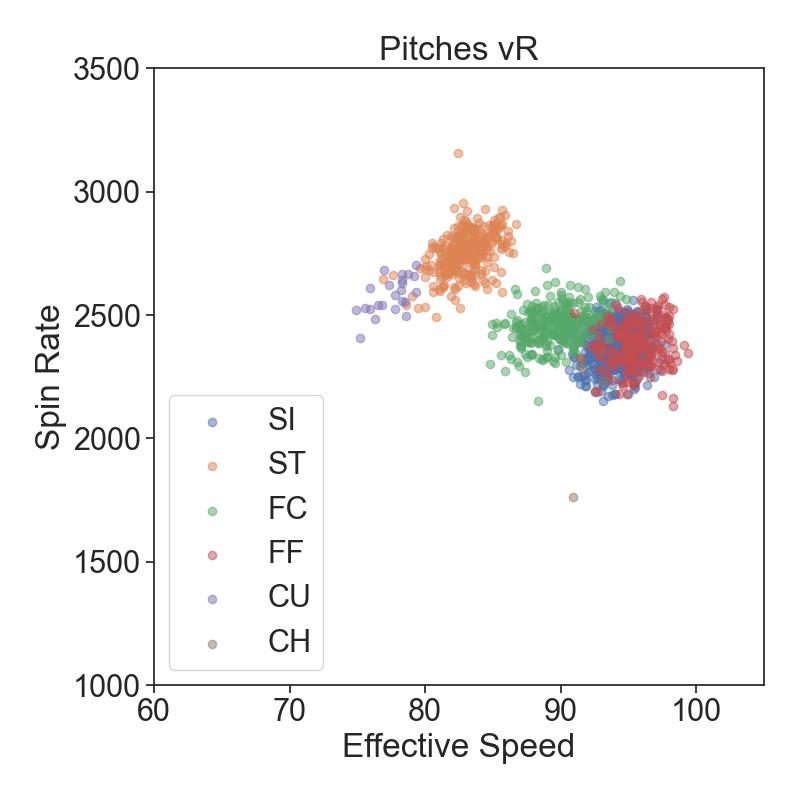 Pitches vR
3500
3000
2500
2000
1500
1000
Spin Rate
SI
ST
FC
FF
CU
CH
60 70 80 90 100
Effective Speed